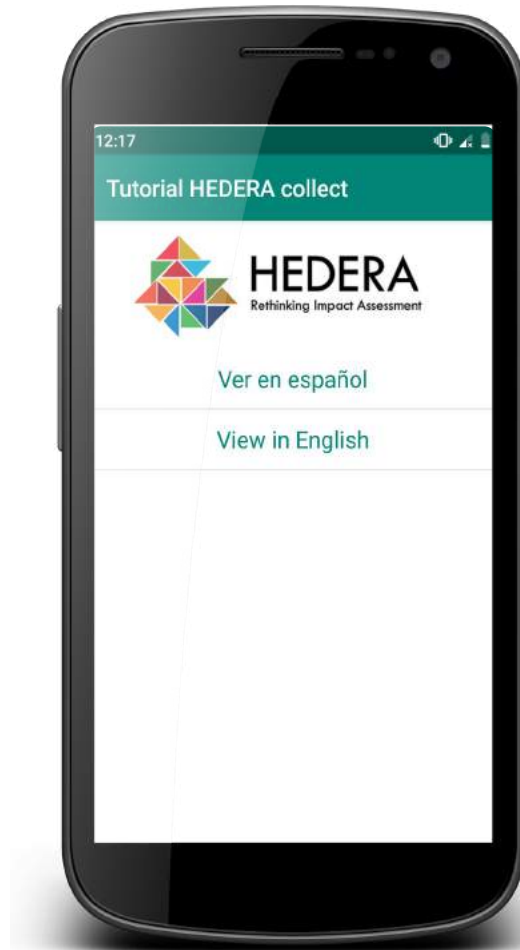 12:17
Tutorial HEDERA collect
HEDERA
Rethinking Impact Assessment
Ver en español
View in English